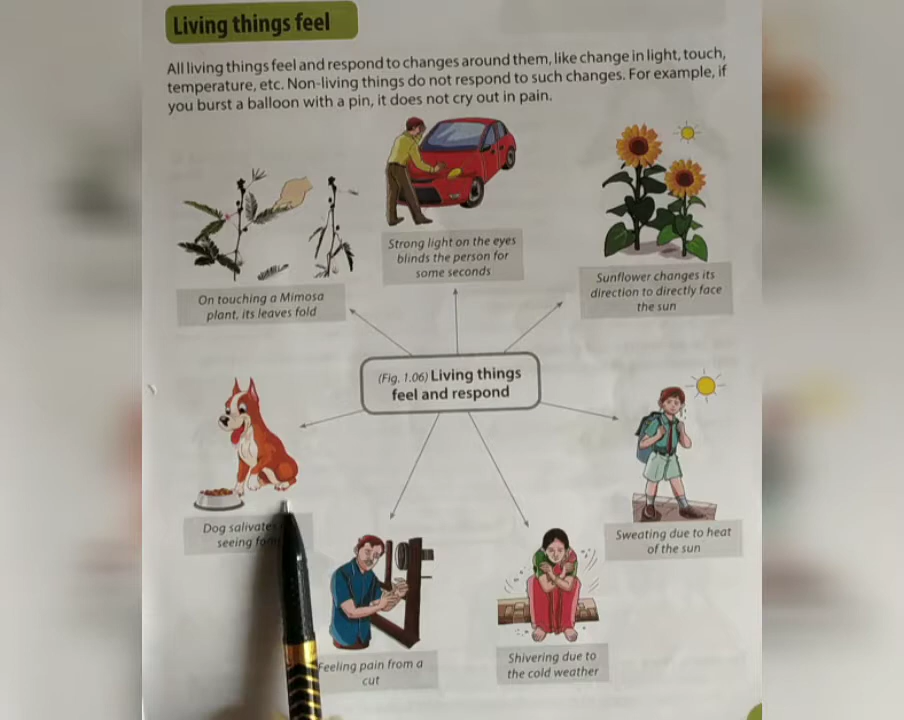 Living things feel
All living things feel and respond to changes around them, like change in light, touch,
temperature, etc. Non-living things do not respond to such changes. For example, if
you burst a balloon with a pin, it does not cry out in pain.
Strong light on the eyes
blinds the person for
some seconds
On touching a Mimosa
plant, its leaves fold
Sunflower changes its
direction to directly face
the sun
(Fig. 1.06) Living things
feel and respond
Dog salivates
seeing
Sweating due to heat
of the sun
Feeling pain from a
cut
Shivering due to
the cold weather